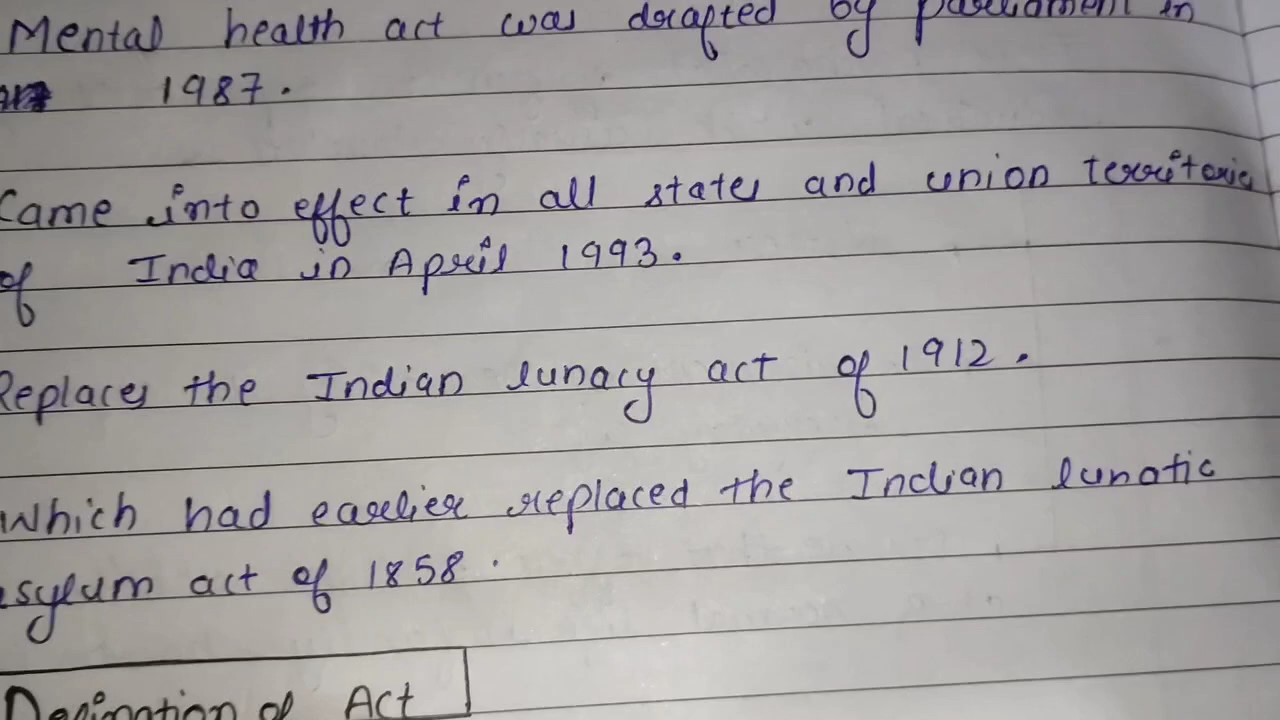 Mental health act was drafted by parliament in
1987.
Came into effect in all states and union territories
of India in April 1993.
Replaces the Indian lunacy act of 1912.
Which had earlier replaced the Indian lunatic
asylum act of 1858.
of Act